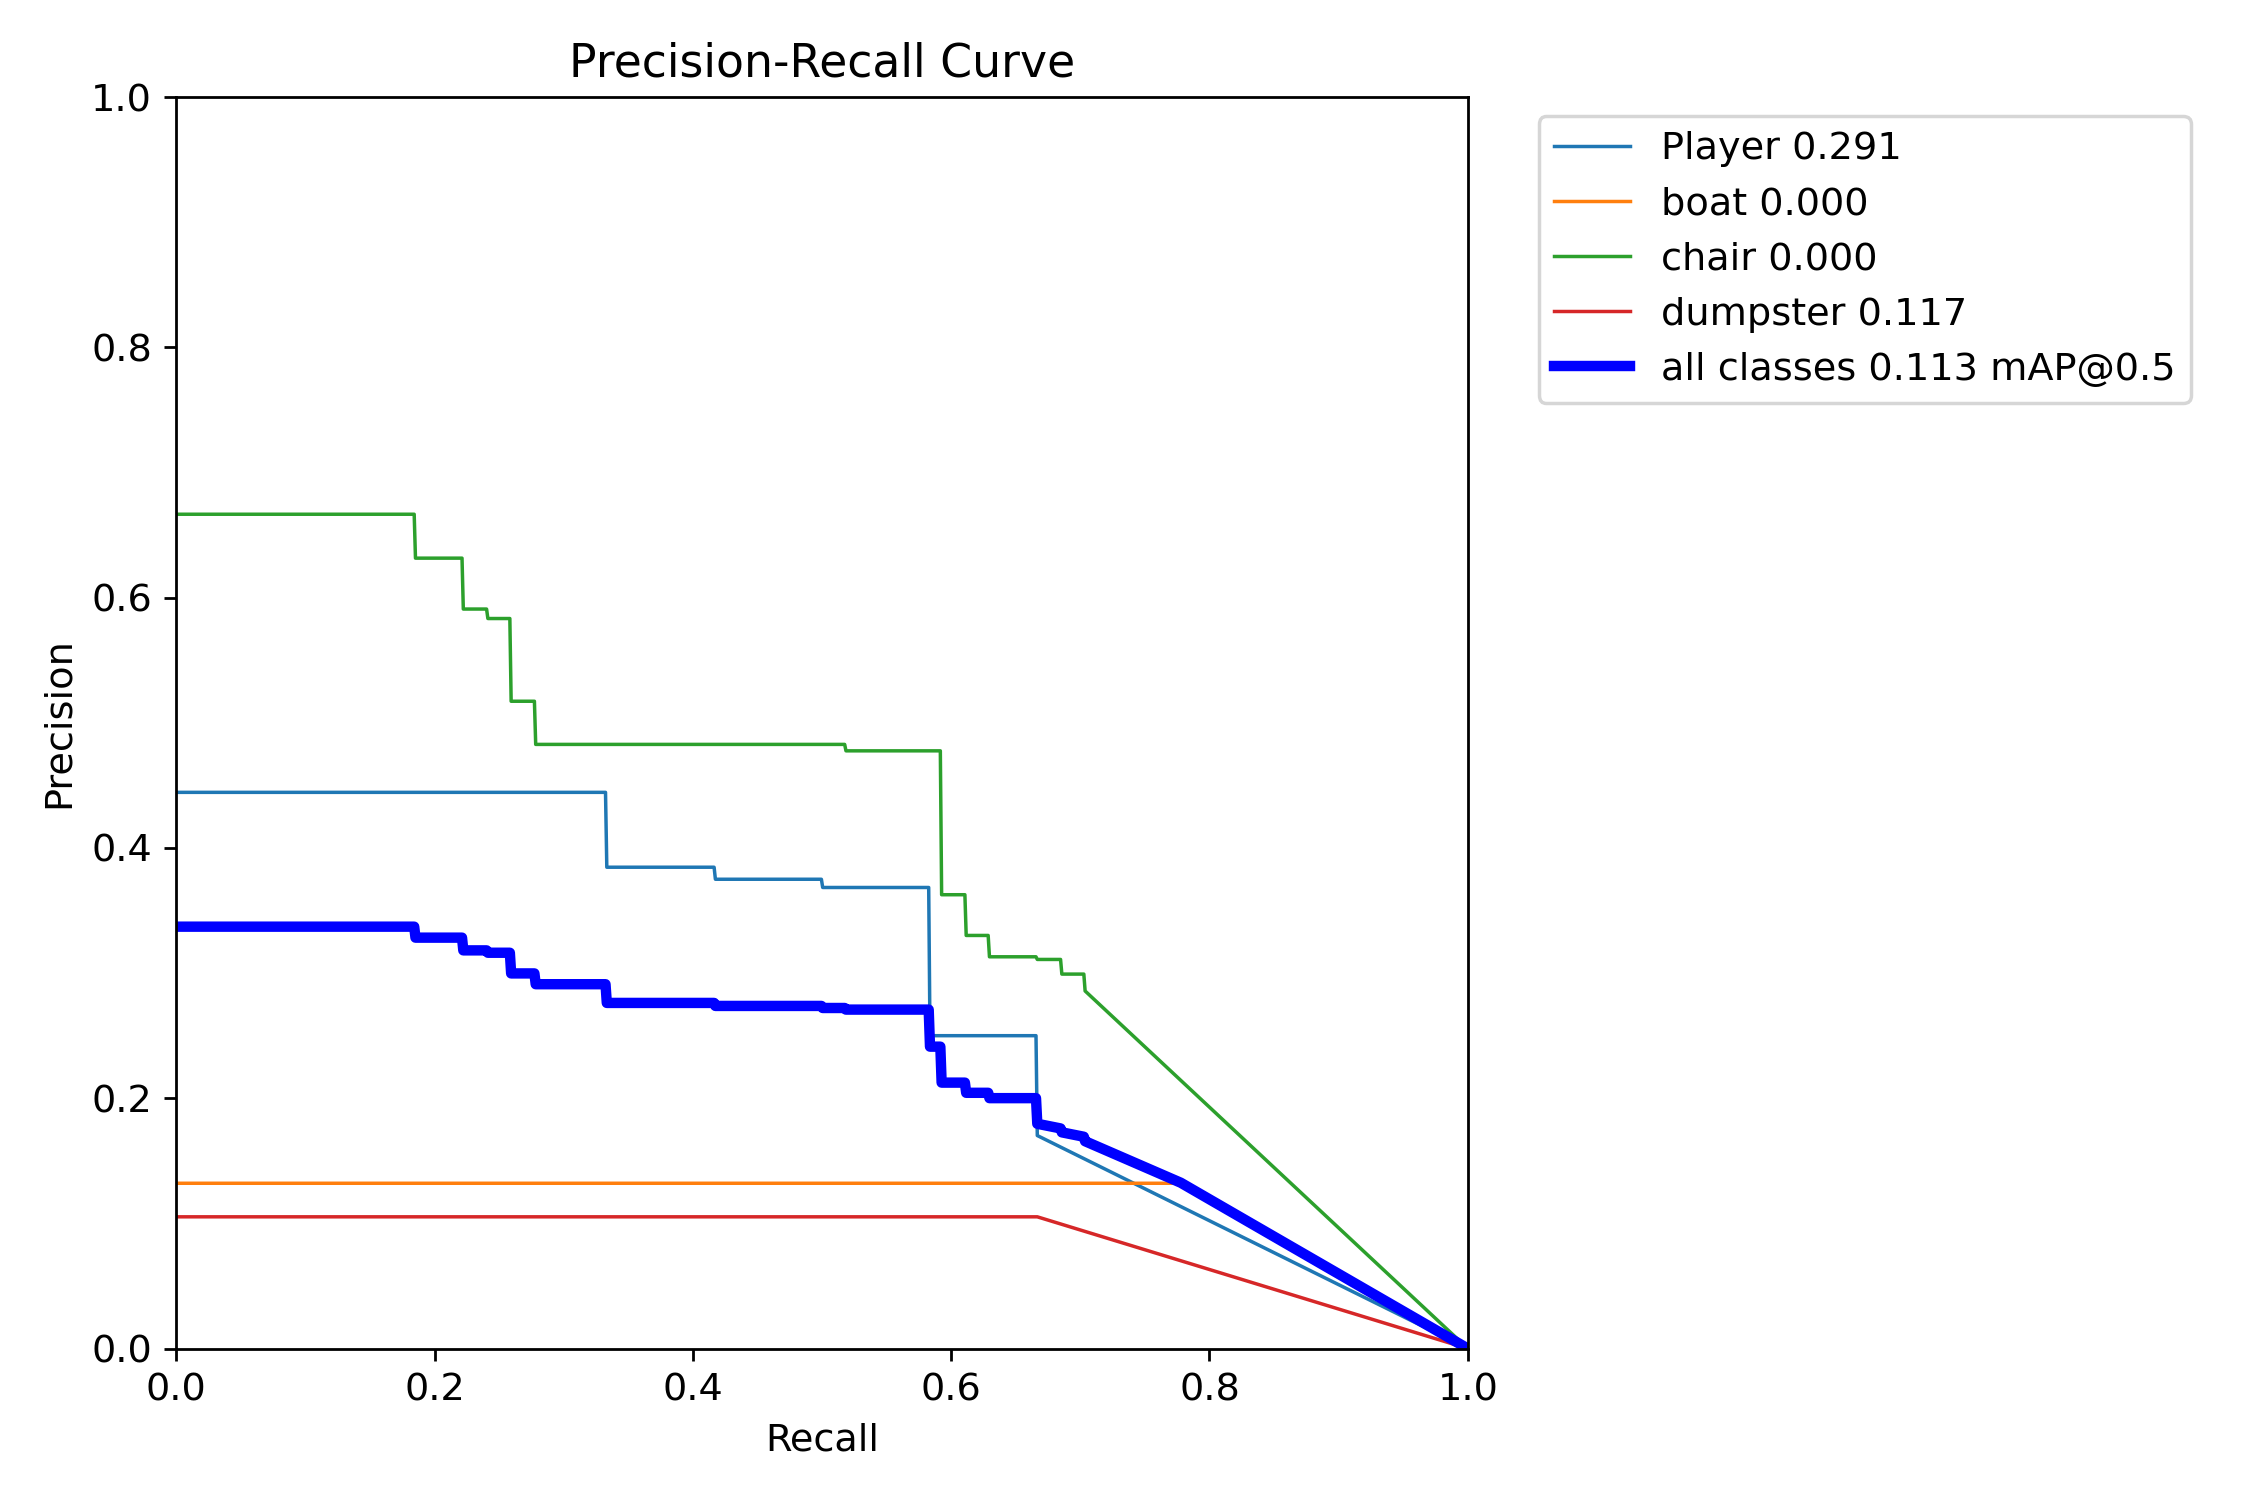 Precision-Recall Curve
1.0
0.8
0.6
0.4
0.2
0.0
Precision
0.0 0.2 0.4 0.6 0.8 1.0
Recall
Player 0.291
boat 0.000
chair 0.000
dumpster 0.117
all classes 0.113 mAP@0.5